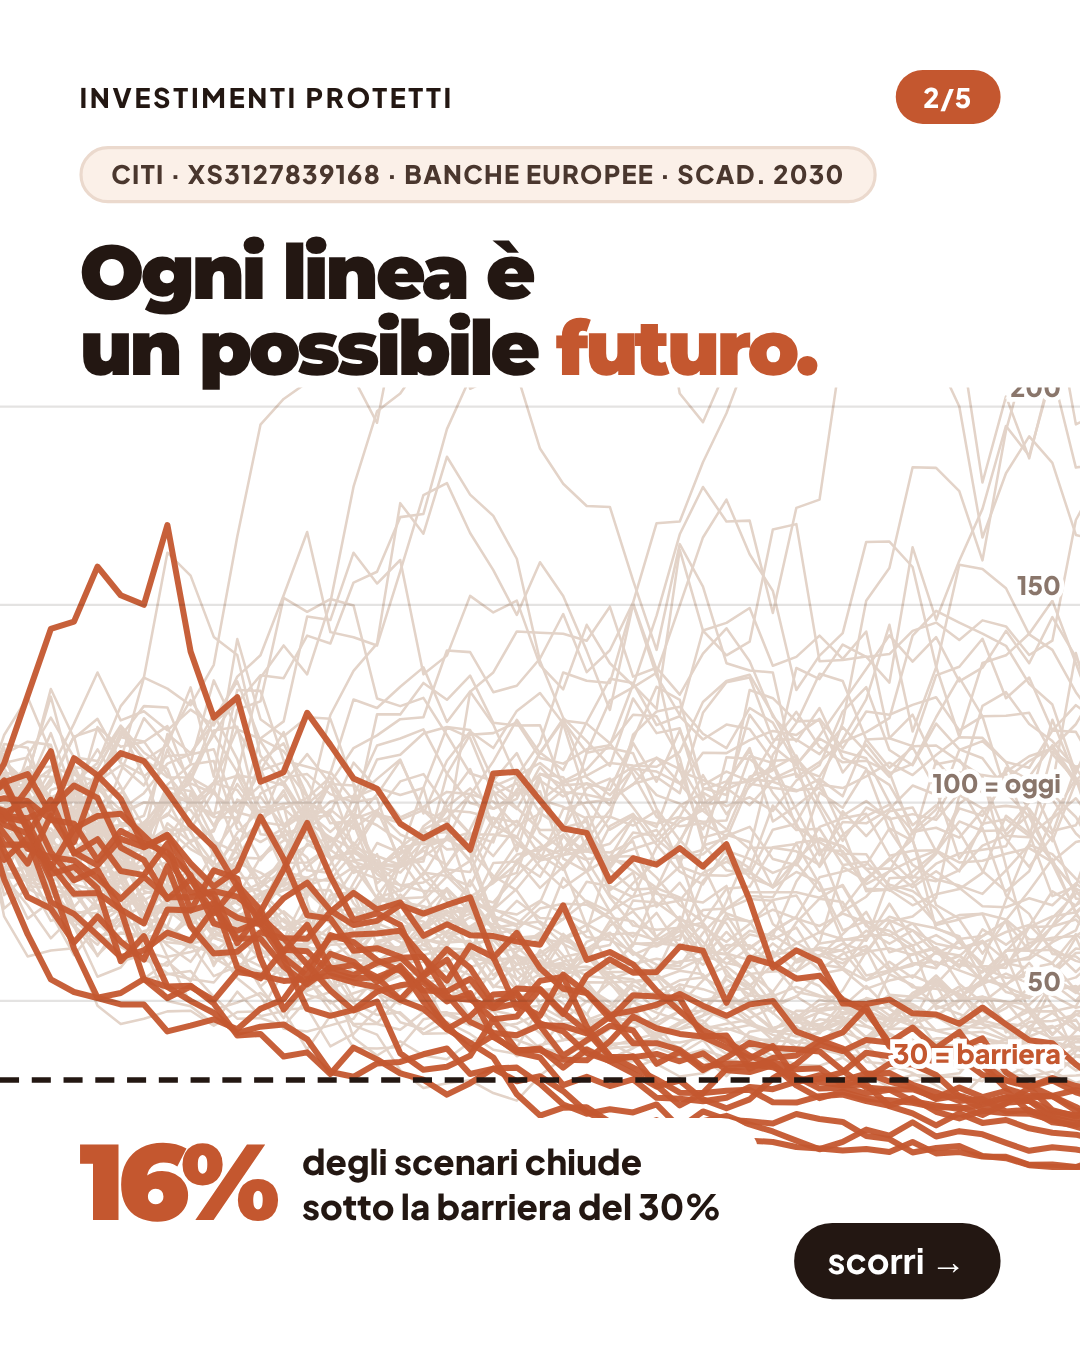 INVESTIMENTI PROTETTI
2/5
CITI · XS3127839168 · BANCHE EUROPEE · SCAD. 2030
Ogni linea è
un possibile futuro.
200
150
100 = oggi
50
30 = barriera
16%
degli scenari chiude
sotto la barriera del 30%
scorri →